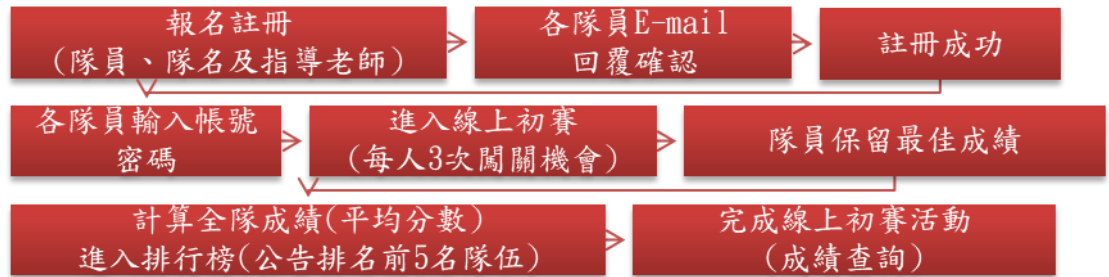 報名註冊
(隊員、隊名及指導老師)
各隊員E-mail
回覆確認
註冊成功
各隊員輸入帳號
密碼
進入線上初賽
(每人3次闖關機會)
隊員保留最佳成績
計算全隊成績(平均分數)
進入排行榜(公告排名前5名隊伍)
完成線上初賽活動
(成績查詢)